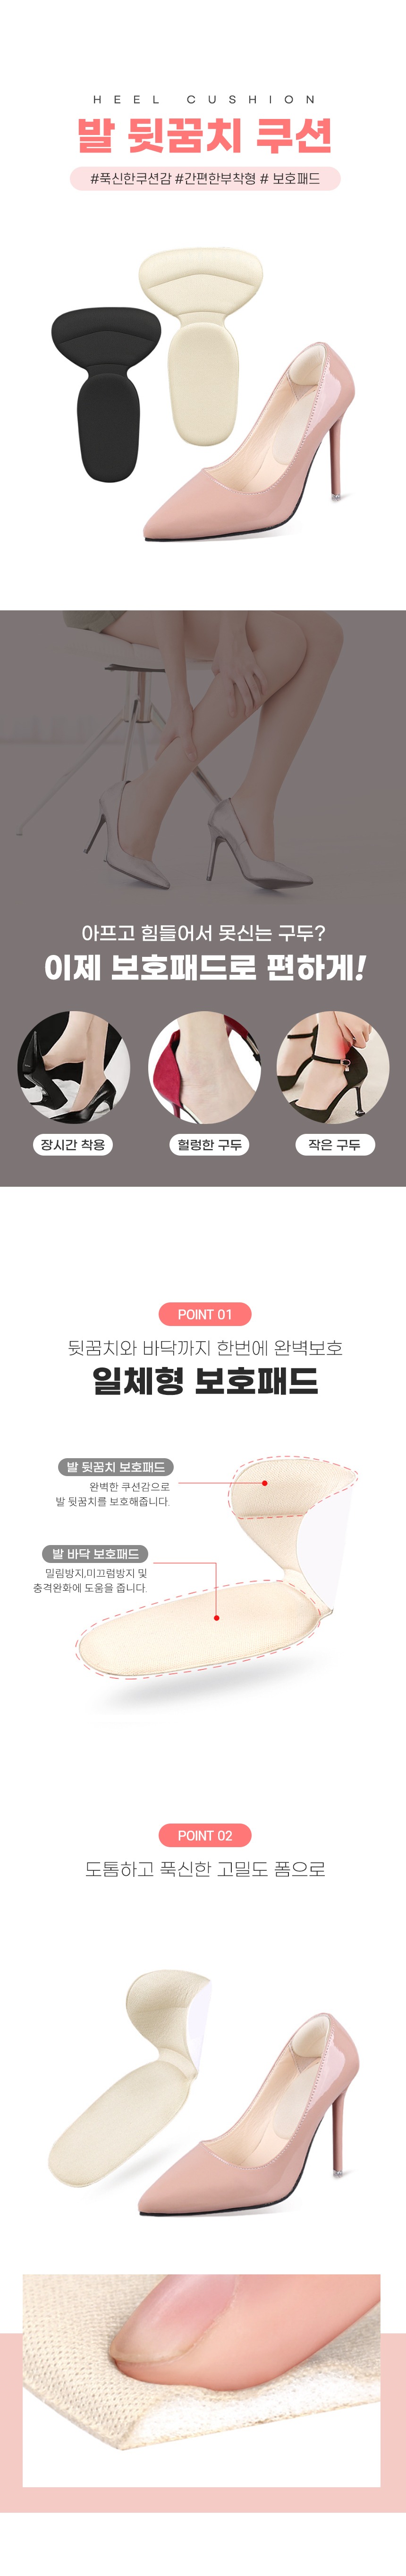 HEEL CUSHION
발 뒷꿈치 쿠션
#푹신한쿠션감 #간편한부착형 # 보호패드
아프고 힘들어서 못신는 구두?
이제 보호패드로 편하게!
장시간 착용
헐렁한 구두
작은 구두
POINT 01
뒷꿈치와 바닥까지 한번에 완벽보호
일체형 보호패드
발 뒷꿈치 보호패드
완벽한 쿠션감으로
발 뒷꿈치를 보호해줍니다.
발 바닥 보호패드
밀림방지,미끄럼방지 및
충격완화에 도움을 줍니다.
POINT 02
도톰하고 푹신한 고밀도 폼으로